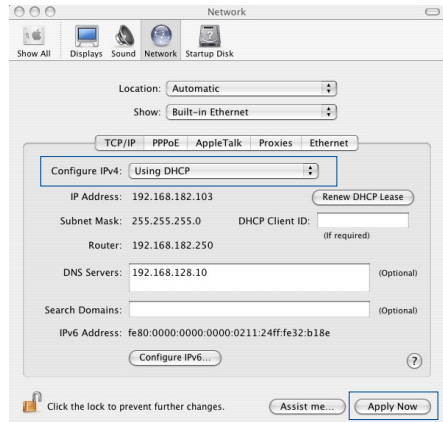 Network
Show All Displays Sound Network Startup Disk
Location: Automatic
Show: Built-in Ethernet
TCP/IP PPPoE AppleTalk Proxies Ethernet
Configure IPv4: Using DHCP
IP Address: 192.168.182.103 Renew DHCP Lease
Subnet Mask: 255.255.255.0 DHCP Client ID:
(If required)
Router: 192.168.182.250
DNS Servers: 192.168.128.10 (Optional)
Search Domains: (Optional)
IPv6 Address: fe80:0000:0000:0000:0211:24ff:fe32:b18e
Configure IPv6...
?
Click the lock to prevent further changes. Assist me... Apply Now